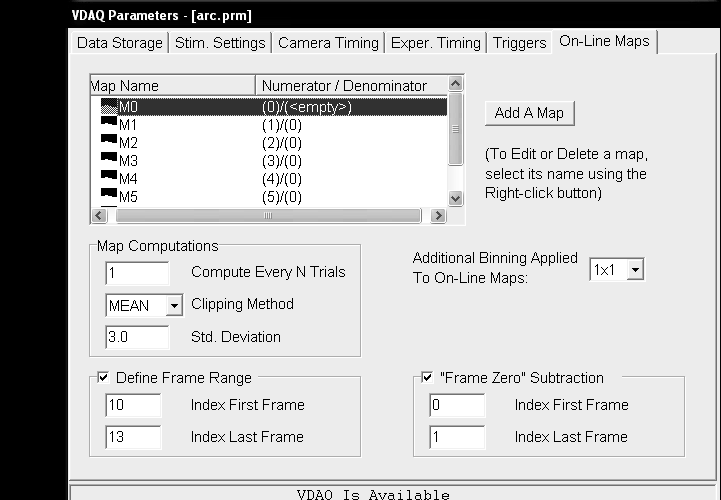 VDAQ Parameters - [arc.prm]
Data Storage Stim. Settings Camera Timing Exper. Timing Triggers On-Line Maps
Map Name Numerator / Denominator
M0 (0)/(<empty>)
M1 (1)/(0)
M2 (2)/(0)
M3 (3)/(0)
M4 (4)/(0)
M5 (5)/(0)
Add A Map
(To Edit or Delete a map,
select its name using the
Right-click button)
Map Computations
1 Compute Every N Trials
MEAN Clipping Method
3.0 Std. Deviation
Additional Binning Applied
To On-Line Maps: 1x1
Define Frame Range
10 Index First Frame
13 Index Last Frame
"Frame Zero" Subtraction
0 Index First Frame
1 Index Last Frame
VDAQ Is Available